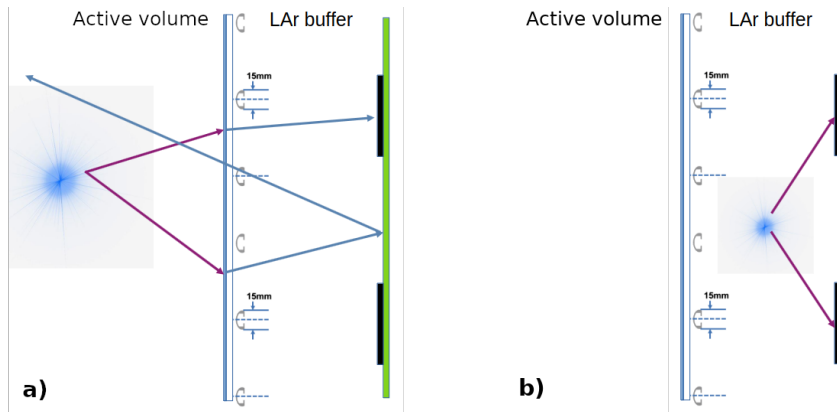 Active volume
LAr buffer
15mm
15mm
a)
Active volume
LAr buffer
15mm
15mm
b)